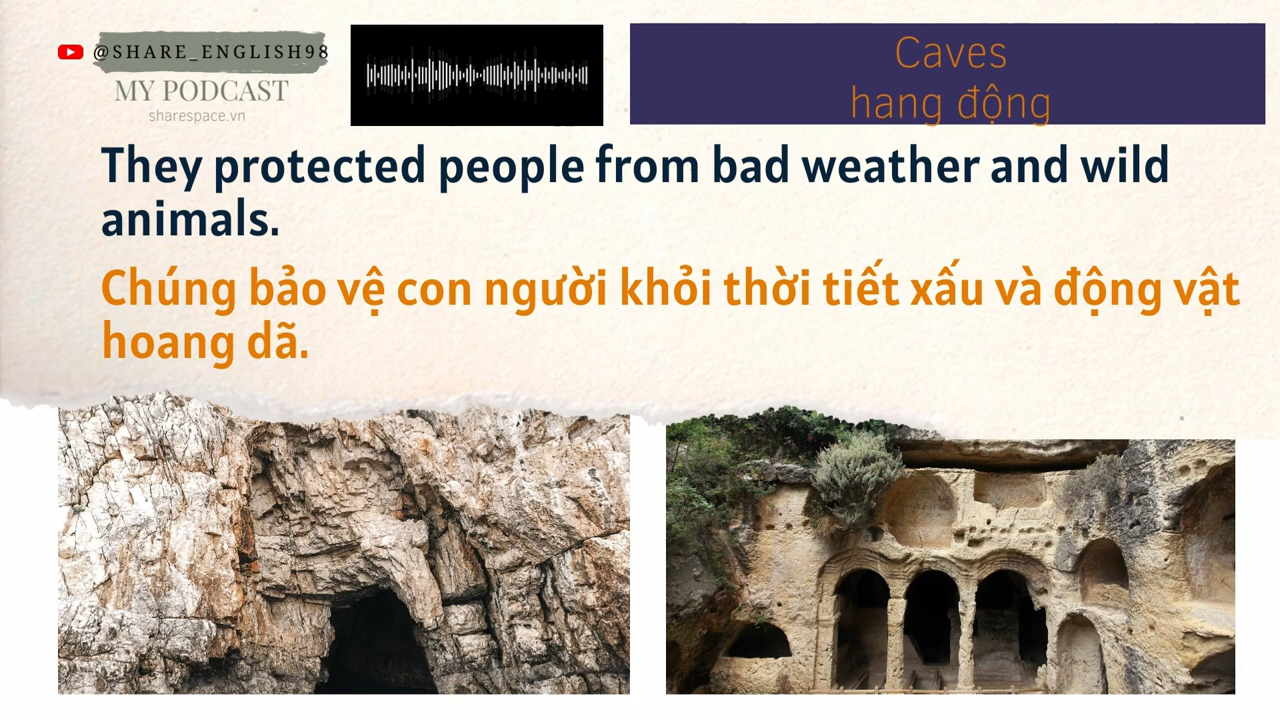 @SHARE_ENGLISH98
MY PODCAST
sharespace.vn
Caves
hang động
They protected people from bad weather and wild
animals.
Chúng bảo vệ con người khỏi thời tiết xấu và động vật
hoang dã.